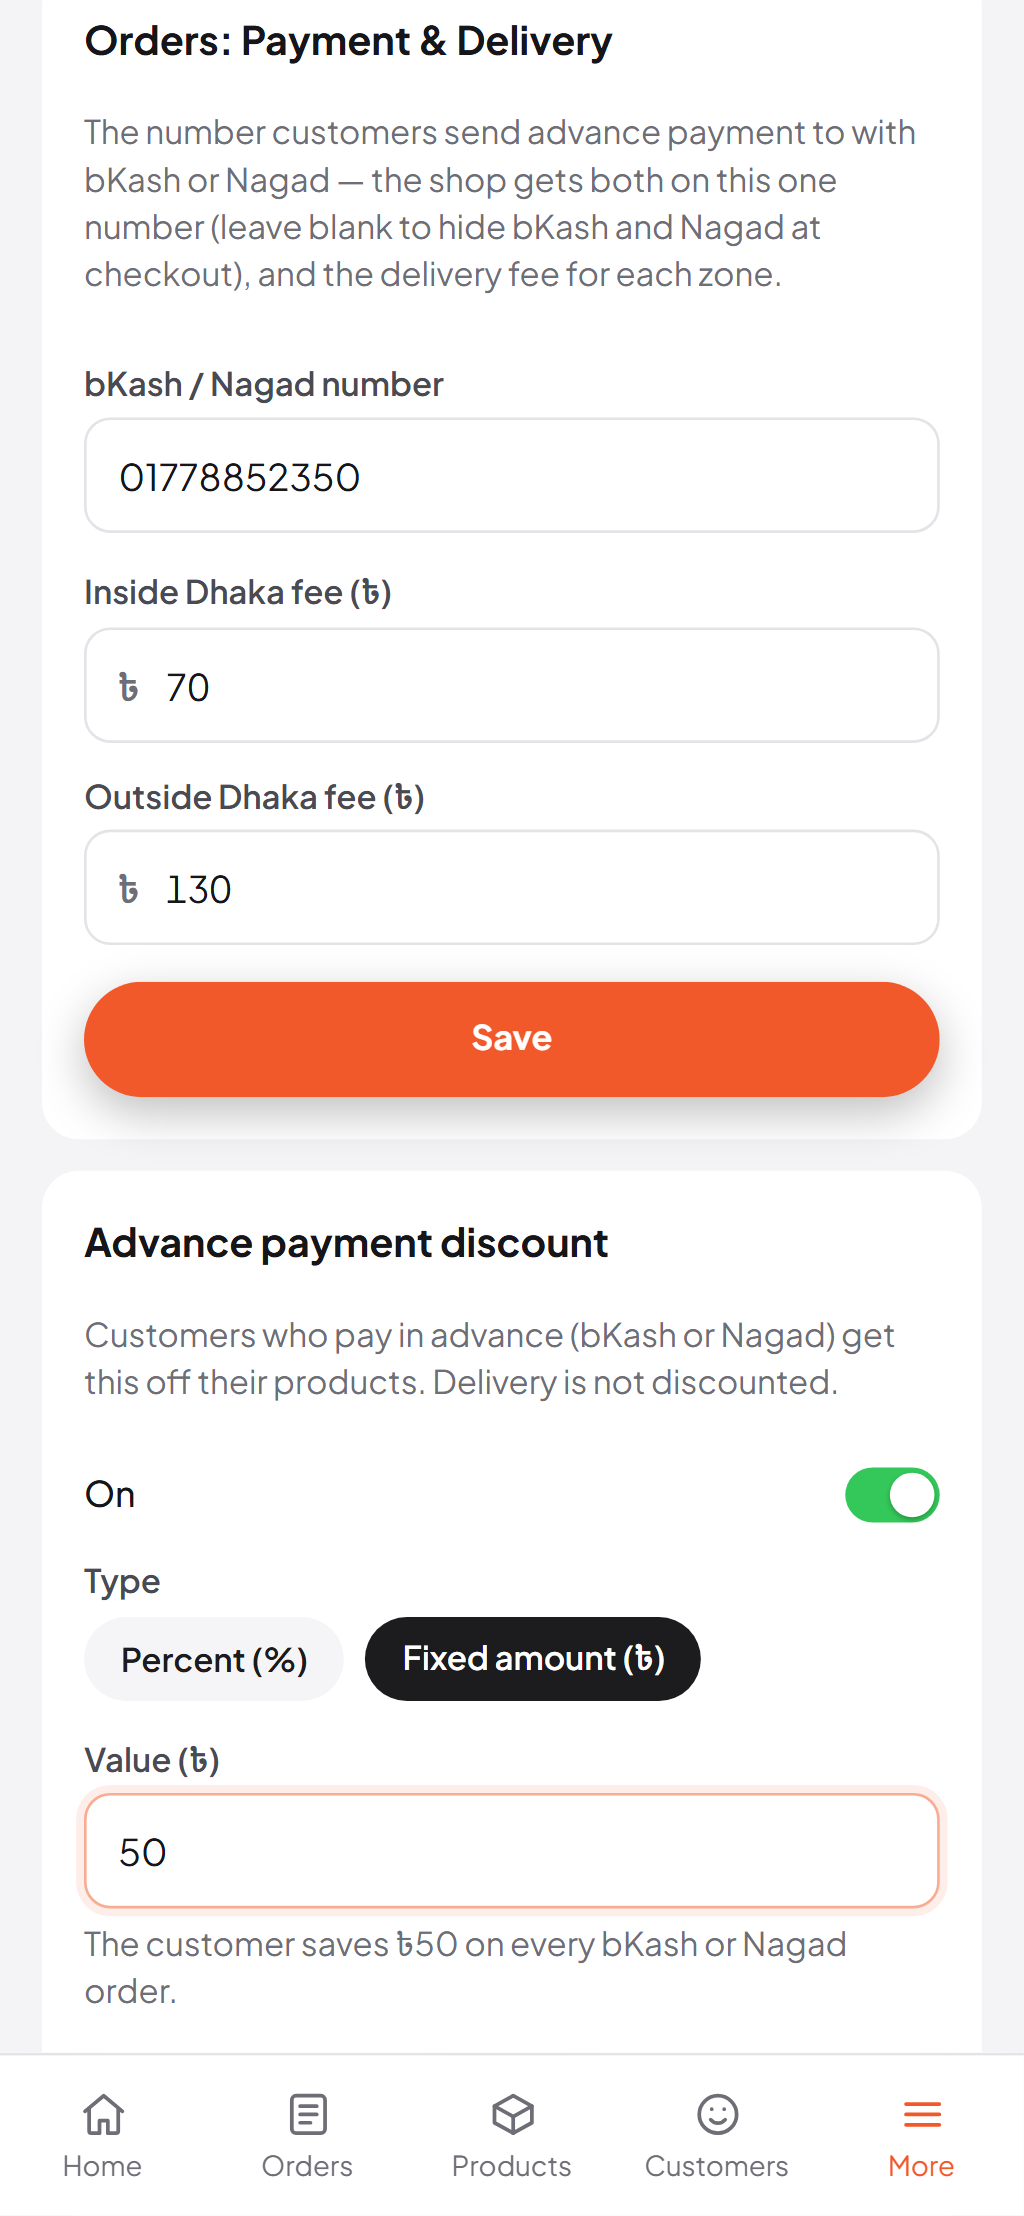 Orders: Payment & Delivery
The number customers send advance payment to with
bKash or Nagad — the shop gets both on this one
number (leave blank to hide bKash and Nagad at
checkout), and the delivery fee for each zone.
bKash / Nagad number
01778852350
Inside Dhaka fee (৳)
৳ 70
Outside Dhaka fee (৳)
৳ 130
Save
Advance payment discount
Customers who pay in advance (bKash or Nagad) get
this off their products. Delivery is not discounted.
On
Type
Percent (%) Fixed amount (৳)
Value (৳)
50
The customer saves ৳50 on every bKash or Nagad
order.
Home Orders Products Customers More